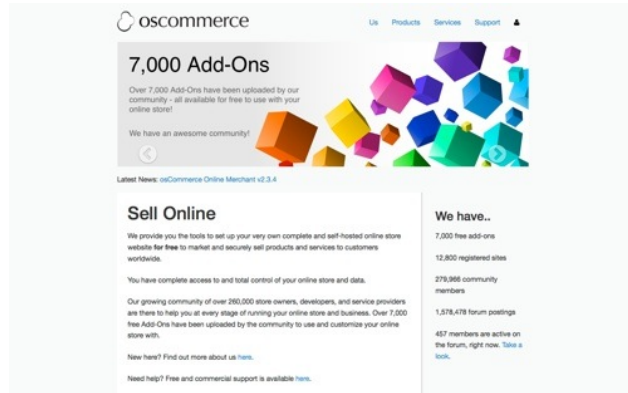 oscommerce
Us Products Services Support
7,000 Add-Ons
Over 7,000 Add-Ons have been uploaded by our
community - all available for free to use with your
online store!
We have an awesome community!
Latest News: osCommerce Online Merchant v2.3.4
Sell Online
We provide you the tools to set up your very own complete and self-hosted online store
website for free to market and securely sell products and services to customers
worldwide.
You have complete access to and total control of your online store and data.
Our growing community of over 260,000 store owners, developers, and service providers
are there to help you at every stage of running your online store and business. Over 7,000
free Add-Ons have been uploaded by the community to use and customize your online
store with.
New here? Find out more about us here.
Need help? Free and commercial support is available here.
We have..
7,000 free add-ons
12,800 registered sites
279,966 community
members
1,578,478 forum postings
457 members are active on
the forum, right now. Take a
look.